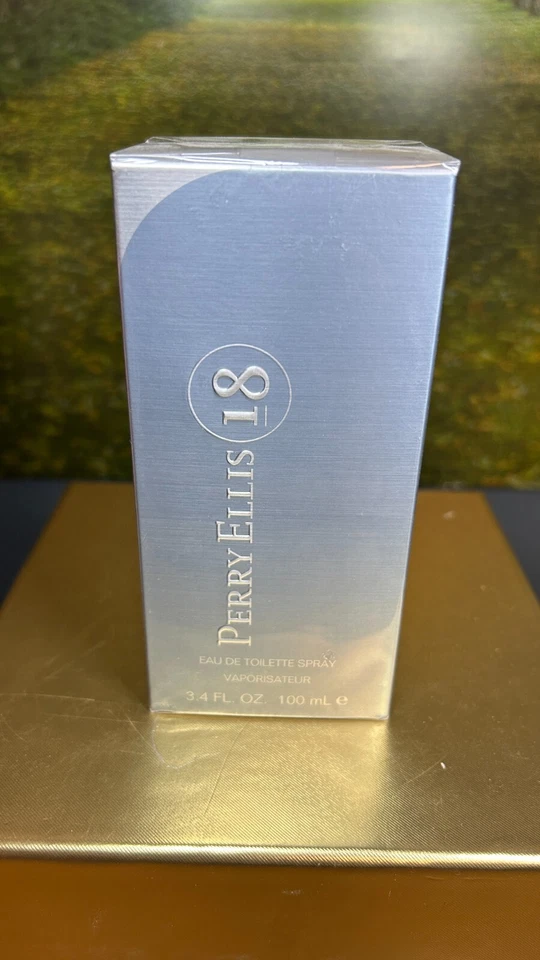 PERRY ELLIS 18
EAU DE TOILETTE SPRAY
VAPORISATEUR
3.4 FL. OZ. 100 mL e